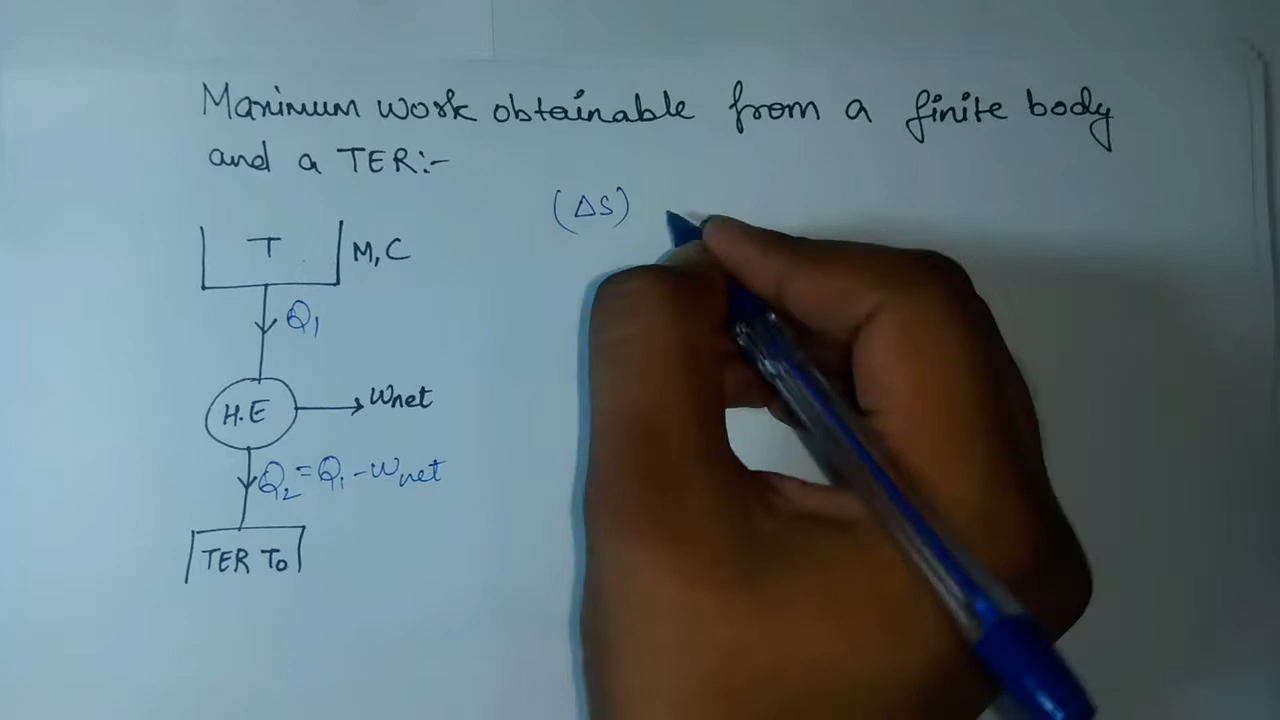 Maximum work obtainable from a finite body
and a TER:-
(ΔS)
T
M, C
Q₁
H.E
Wnet
Q₂ = Q₁ - Wnet
TER T₀